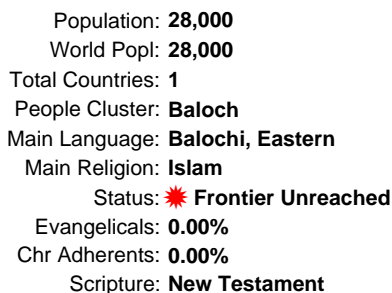 Population: 28,000
World Popl: 28,000
Total Countries: 1
People Cluster: Baloch
Main Language: Balochi, Eastern
Main Religion: Islam
Status: Frontier Unreached
Evangelicals: 0.00%
Chr Adherents: 0.00%
Scripture: New Testament